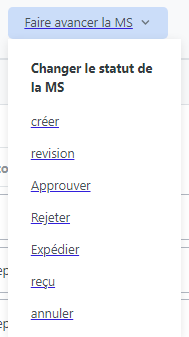 Faire avancer la MS
Changer le statut de
la MS
créer
revision
Approuver
Rejeter
Expédier
reçu
annuler